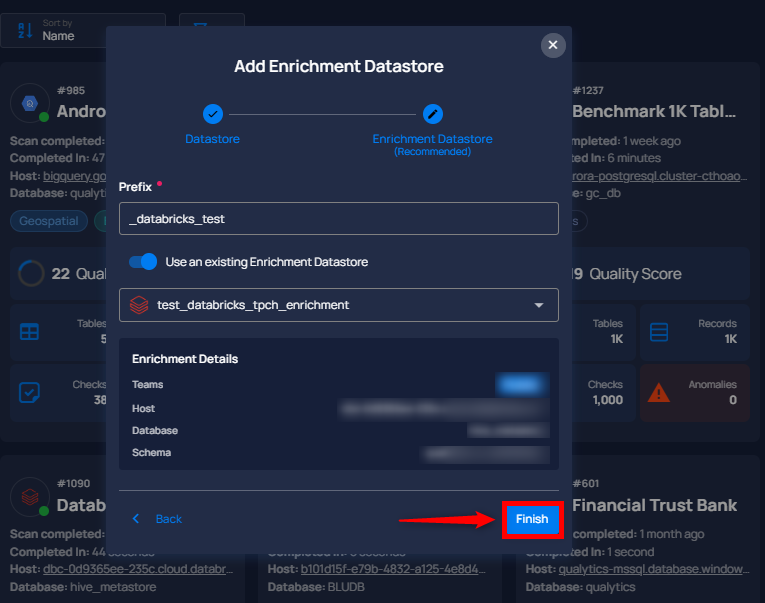 Sort by
Name
Add Enrichment Datastore
Datastore
Enrichment Datastore
(Recommended)
Prefix *
_databricks_test
Use an existing Enrichment Datastore
test_databricks_tpch_enrichment
Enrichment Details
Teams
Host
Database
Schema
Back
Finish
#985
Andro
Scan completed:
Completed In: 47
Host: bigquery.go
Database: qualyt
Geospatial
22 Qual
Tables
Checks
38
#1237
Benchmark 1K Tabl...
mpleted: 1 week ago
ed In: 6 minutes
rora-postgresql.cluster-cthoao...
e: gc_db
9 Quality Score
Tables
1K
Records
1K
Checks
1,000
Anomalies
0
#1090
Datab
Scan completed:
Completed In: 44 seconds
Host: dbc-0d9365ee-235c.cloud.databr...
Database: hive_metastore
Host: b101d15f-e79b-4832-a125-4e8d4...
Database: BLUDB
#601
Financial Trust Bank
completed: 1 month ago
Completed In: 1 second
Host: qualytics-mssql.database.window...
Database: qualytics